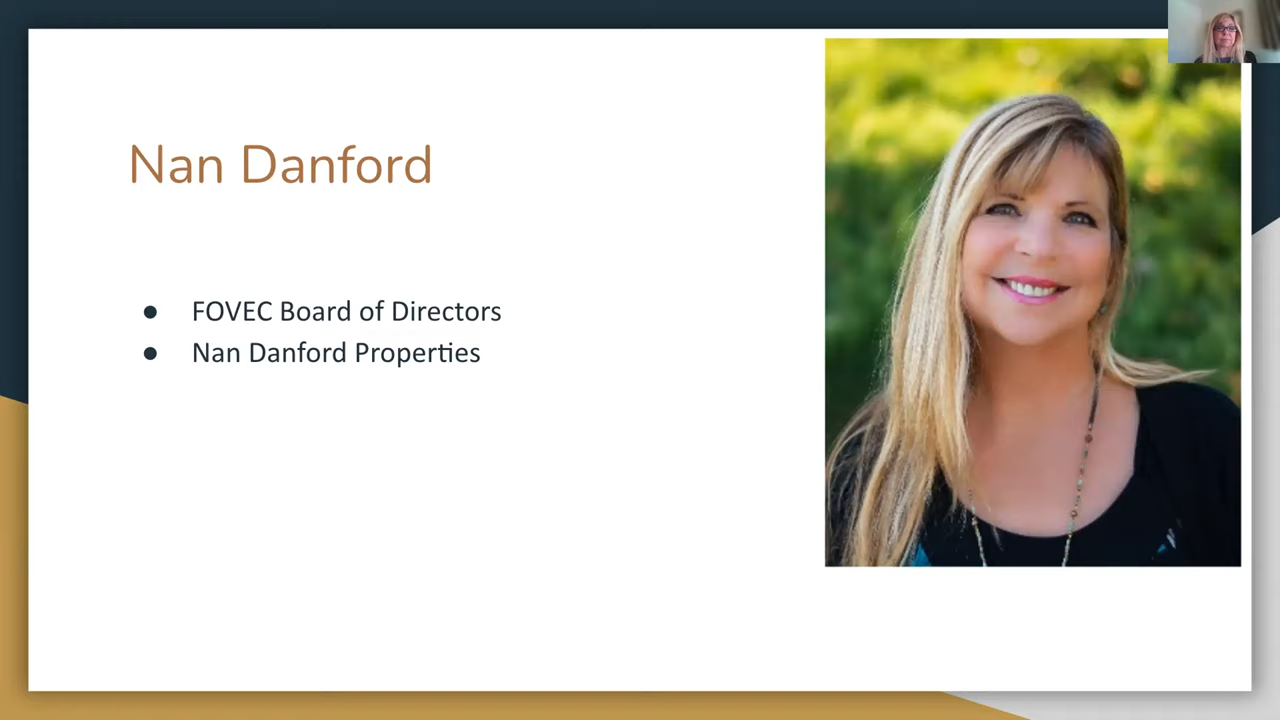 Nan Danford
● FOVEC Board of Directors
● Nan Danford Properties